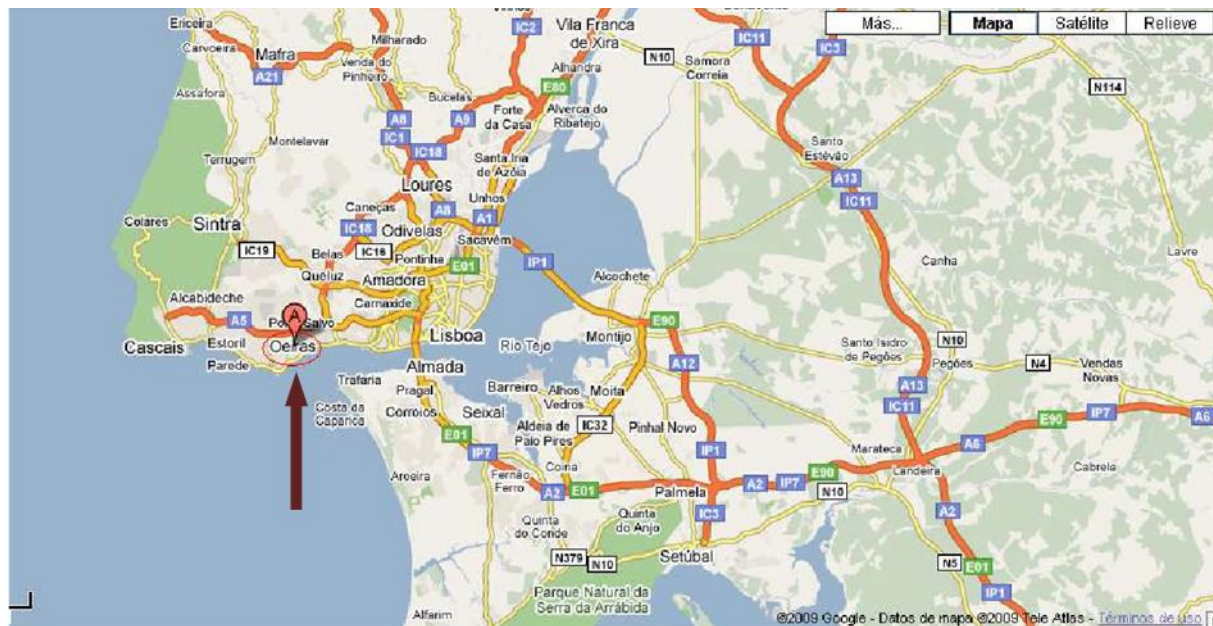 Más...
Mapa
Satélite
Relieve
Ericeira
Carvoeira
Mafra
A21
Milharado
Venda do
Pinheiro
IC2
Vila Franca
de Xira
N10
Samora
Correia
IC11
IC3
N114
Assafora
Bucelas
Alhandra
E80
A8
A9
Forte
da Casa
Alverca do
Ribatejo
Montelavar
IC1
IC18
Santo
Estêvão
Terrugem
Santa Iria
de Azóia
Loures
A13
IC11
Caneças
A8
Unhos
A1
Colares
Sintra
IC18
Odivelas
Sacavém
Lavre
IC19
Belas
IC16
Pontinha
E01
IP1
Canha
Queluz
Amadora
Alcochete
Alcabideche
Carnaxide
A5
A
Salvo
Lisboa
E90
Cascais
Estoril
Oeiras
Rio Tejo
Montijo
Santo Isidro
de Pegões
N10
Parede
Almada
A12
Pegões
N4
Vendas
Novas
Trafaria
Pragal
Barreiro
Alhos
Vedros
Moita
A13
Costa da
Caparica
Corroios
Seixal
IC11
E01
Aldeia de
Paio Pires
IC32
Pinhal Novo
E90
IP7
A6
IP7
IP1
Marateca
A6
Aroeira
Coina
E90
Landeira
Cabrela
Fernão
Ferro
A2
E01
Palmela
A2
IP7
N10
Quinta
do Conde
Quinta
do Anjo
IC3
A2
N379
N10
Setúbal
N5
E01
Parque Natural da
Serra da Arrábida
IP1
Alfarim
©2009 Google - Datos de mapa ©2009 Tele Atlas - Términos de uso